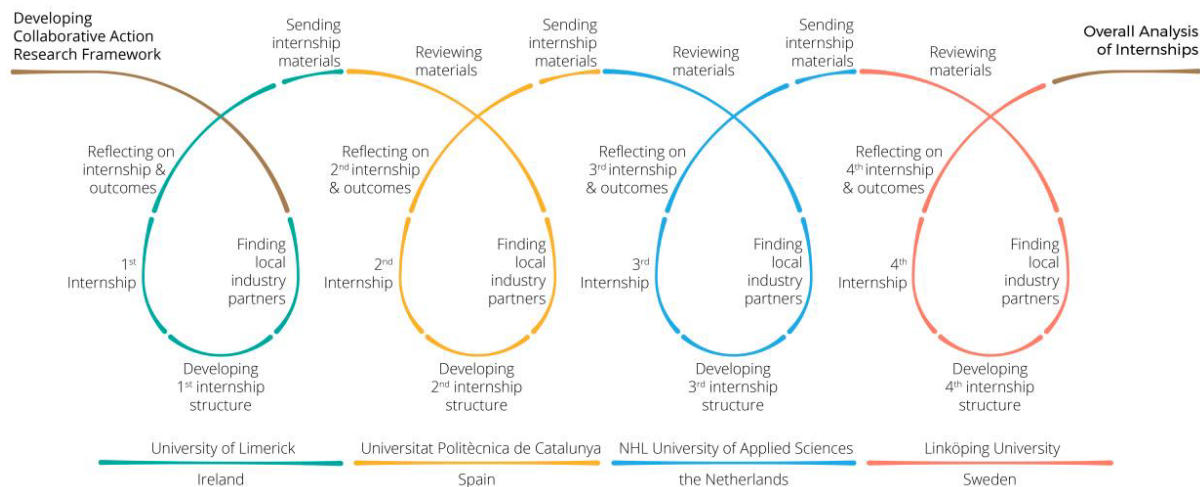 Developing
Collaborative Action
Research Framework
Sending
internship
materials
Reviewing
materials
Sending
internship
materials
Reviewing
materials
Sending
internship
materials
Reviewing
materials
Overall Analysis
of Internships
Reflecting on
internship &
outcomes
Reflecting on
2nd internship
& outcomes
Reflecting on
3rd internship
& outcomes
Reflecting on
4th internship
& outcomes
1st
Internship
Finding
local
industry
partners
2nd
Internship
Finding
local
industry
partners
3rd
Internship
Finding
local
industry
partners
4th
Internship
Finding
local
industry
partners
Developing
1st internship
structure
Developing
2nd internship
structure
Developing
3rd internship
structure
Developing
4th internship
structure
University of Limerick
Ireland
Universitat Politècnica de Catalunya
Spain
NHL University of Applied Sciences
the Netherlands
Linköping University
Sweden